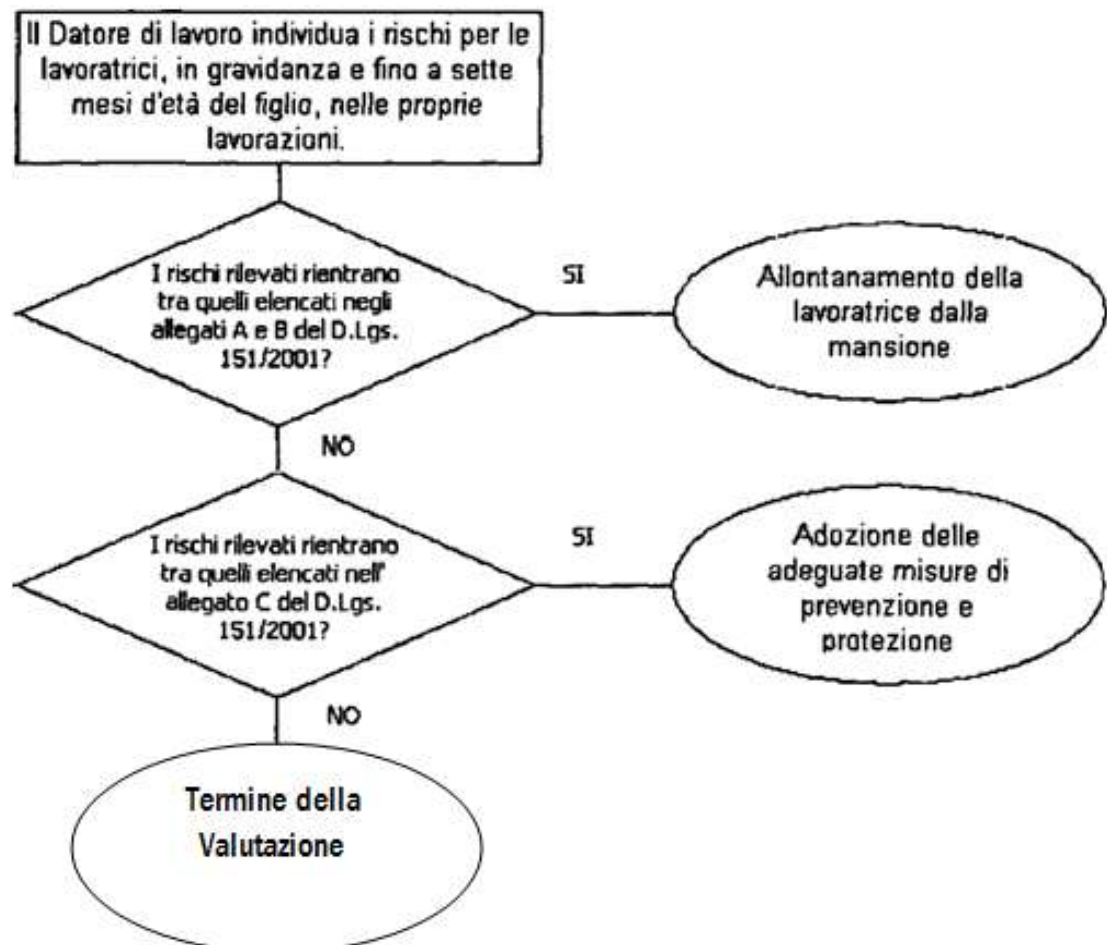 Il Datore di lavoro individua i rischi per le
lavoratrici, in gravidanza e fino a sette
mesi d'età del figlio, nelle proprie
lavorazioni.
I rischi rilevati rientrano
tra quelli elencati negli
allegati A e B del D.Lgs.
151/2001?
SI
Allontanamento della
lavoratrice dalla
mansione
NO
I rischi rilevati rientrano
tra quelli elencati nell'
allegato C del D.Lgs.
151/2001?
SI
Adozione delle
adeguate misure di
prevenzione e
protezione
NO
Termine della
Valutazione